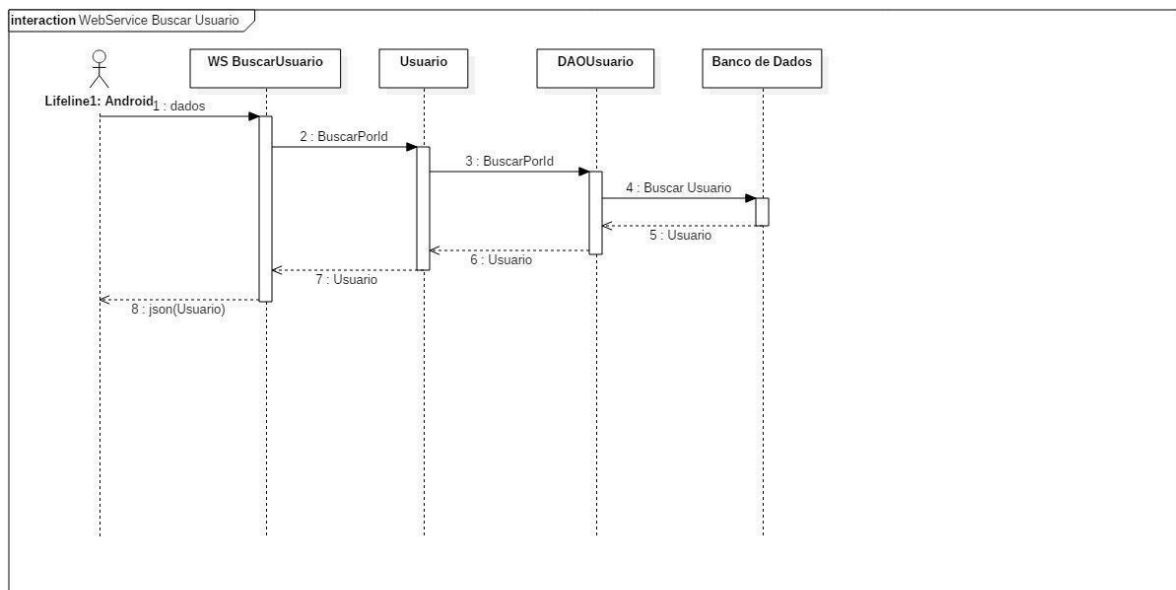 interaction WebService Buscar Usuario
WS BuscarUsuario
Usuario
DAOUsuario
Banco de Dados
Lifeline1: Android
1 : dados
2 : BuscarPorId
3 : BuscarPorId
4 : Buscar Usuario
5 : Usuario
6 : Usuario
7 : Usuario
8 : json(Usuario)